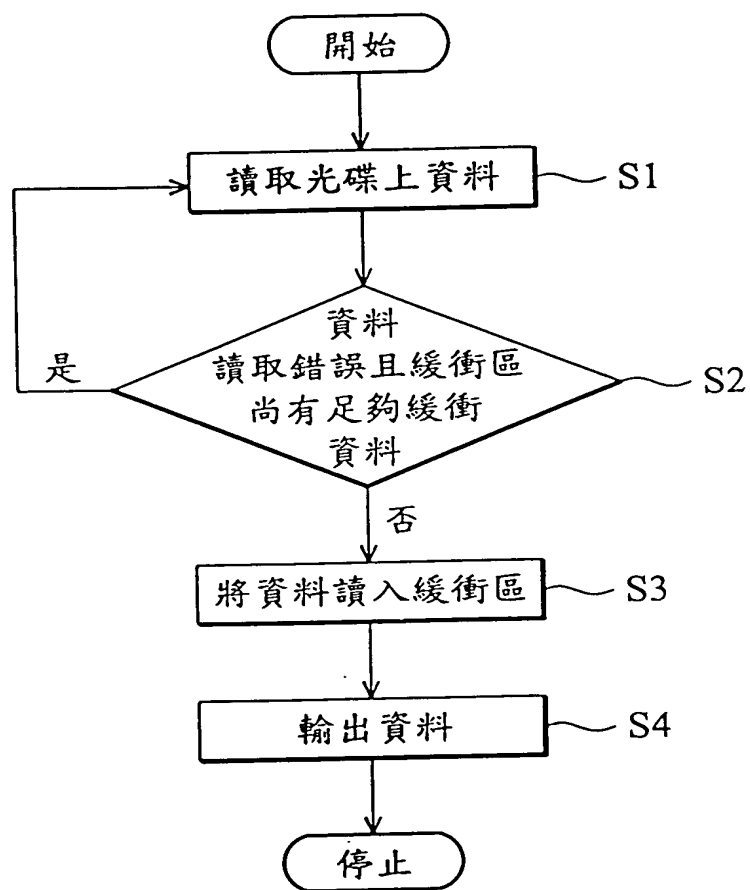 開始
讀取光碟上資料
S1
資料
讀取錯誤且緩衝區
尚有足夠緩衝
資料
是
S2
否
將資料讀入緩衝區
S3
輸出資料
S4
停止